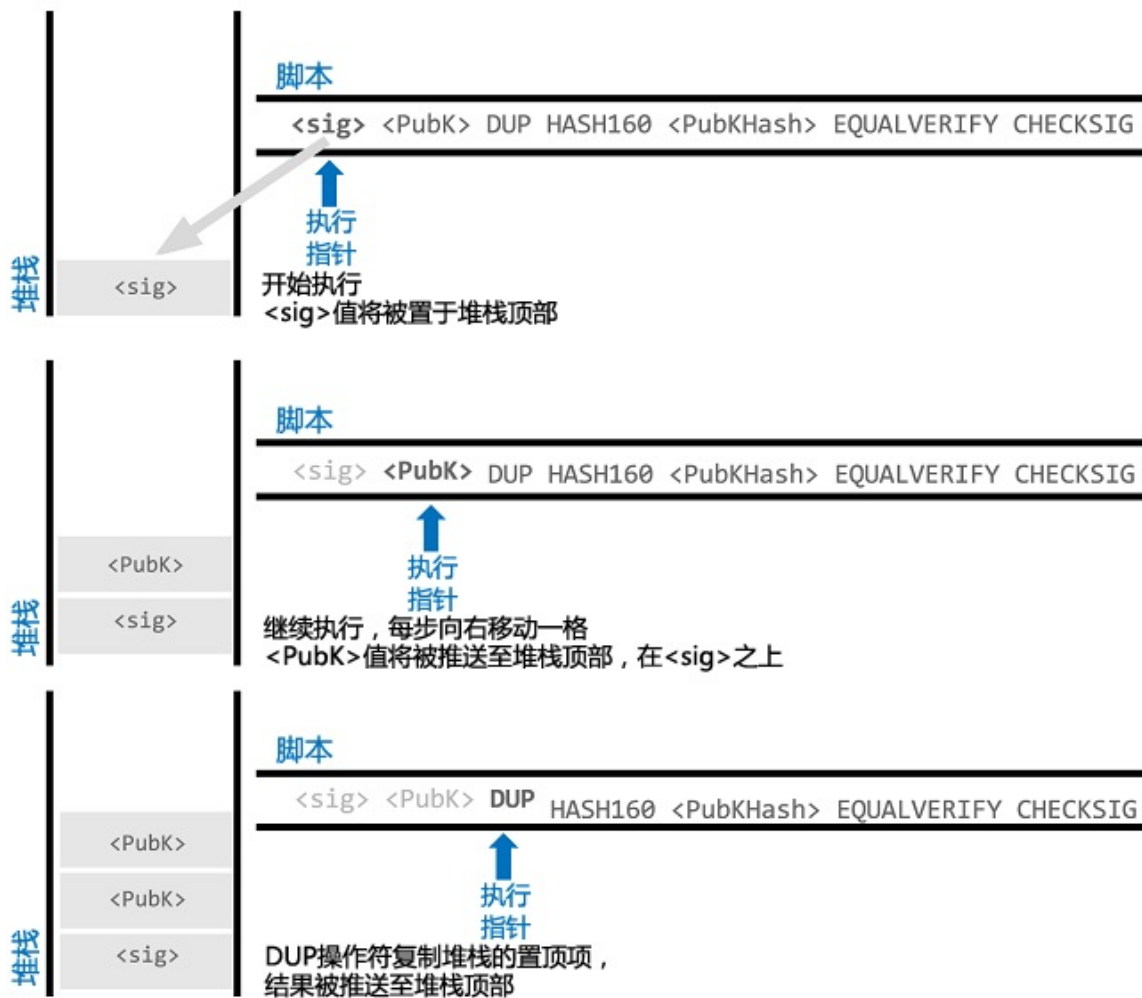 脚本
<sig> <PubK> DUP HASH160 <PubKHash> EQUALVERIFY CHECKSIG
执行
指针
堆栈
<sig>
开始执行
<sig>值将被置于堆栈顶部
脚本
<sig> <PubK> DUP HASH160 <PubKHash> EQUALVERIFY CHECKSIG
执行
指针
<PubK>
<sig>
堆栈
继续执行，每步向右移动一格
<PubK>值将被推送至堆栈顶部，在<sig>之上
脚本
<sig> <PubK> DUP HASH160 <PubKHash> EQUALVERIFY CHECKSIG
执行
指针
<PubK>
<PubK>
<sig>
堆栈
DUP操作符复制堆栈的置顶项，
结果被推送至堆栈顶部